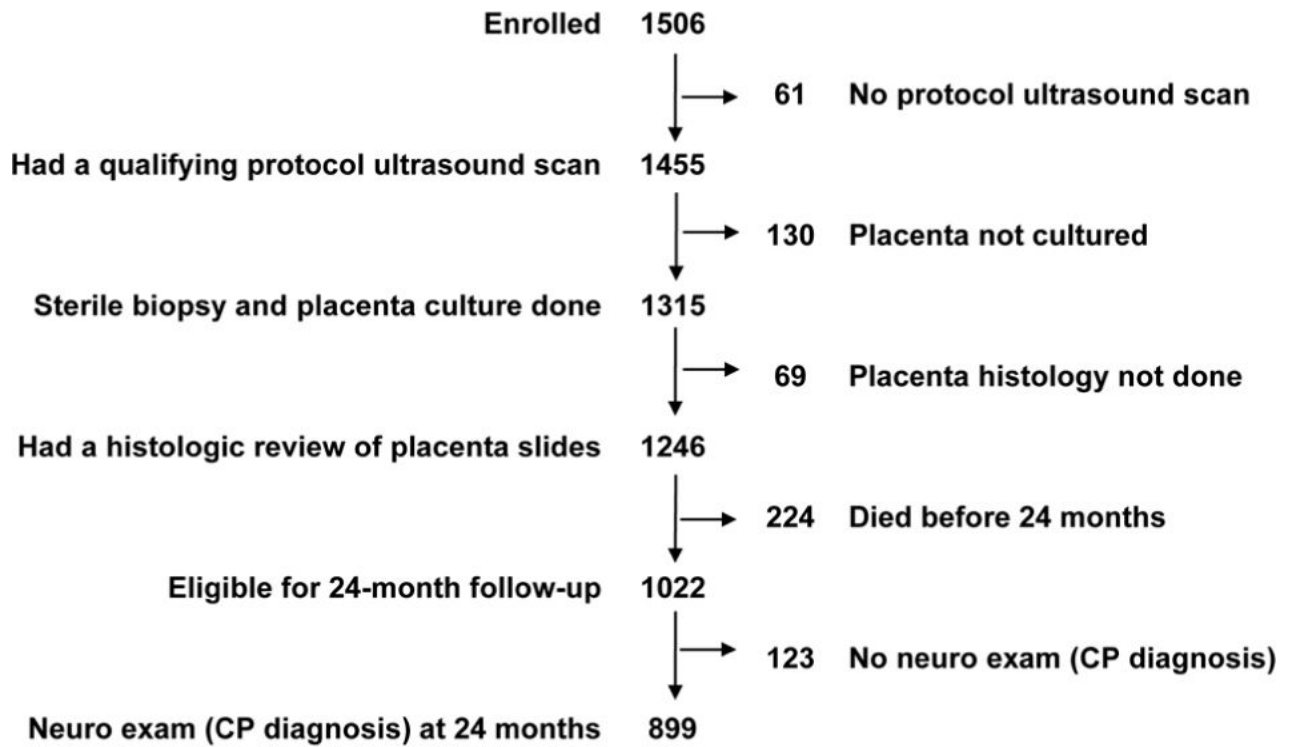 Enrolled 1506
61 No protocol ultrasound scan
Had a qualifying protocol ultrasound scan 1455
130 Placenta not cultured
Sterile biopsy and placenta culture done 1315
69 Placenta histology not done
Had a histologic review of placenta slides 1246
224 Died before 24 months
Eligible for 24-month follow-up 1022
123 No neuro exam (CP diagnosis)
Neuro exam (CP diagnosis) at 24 months 899